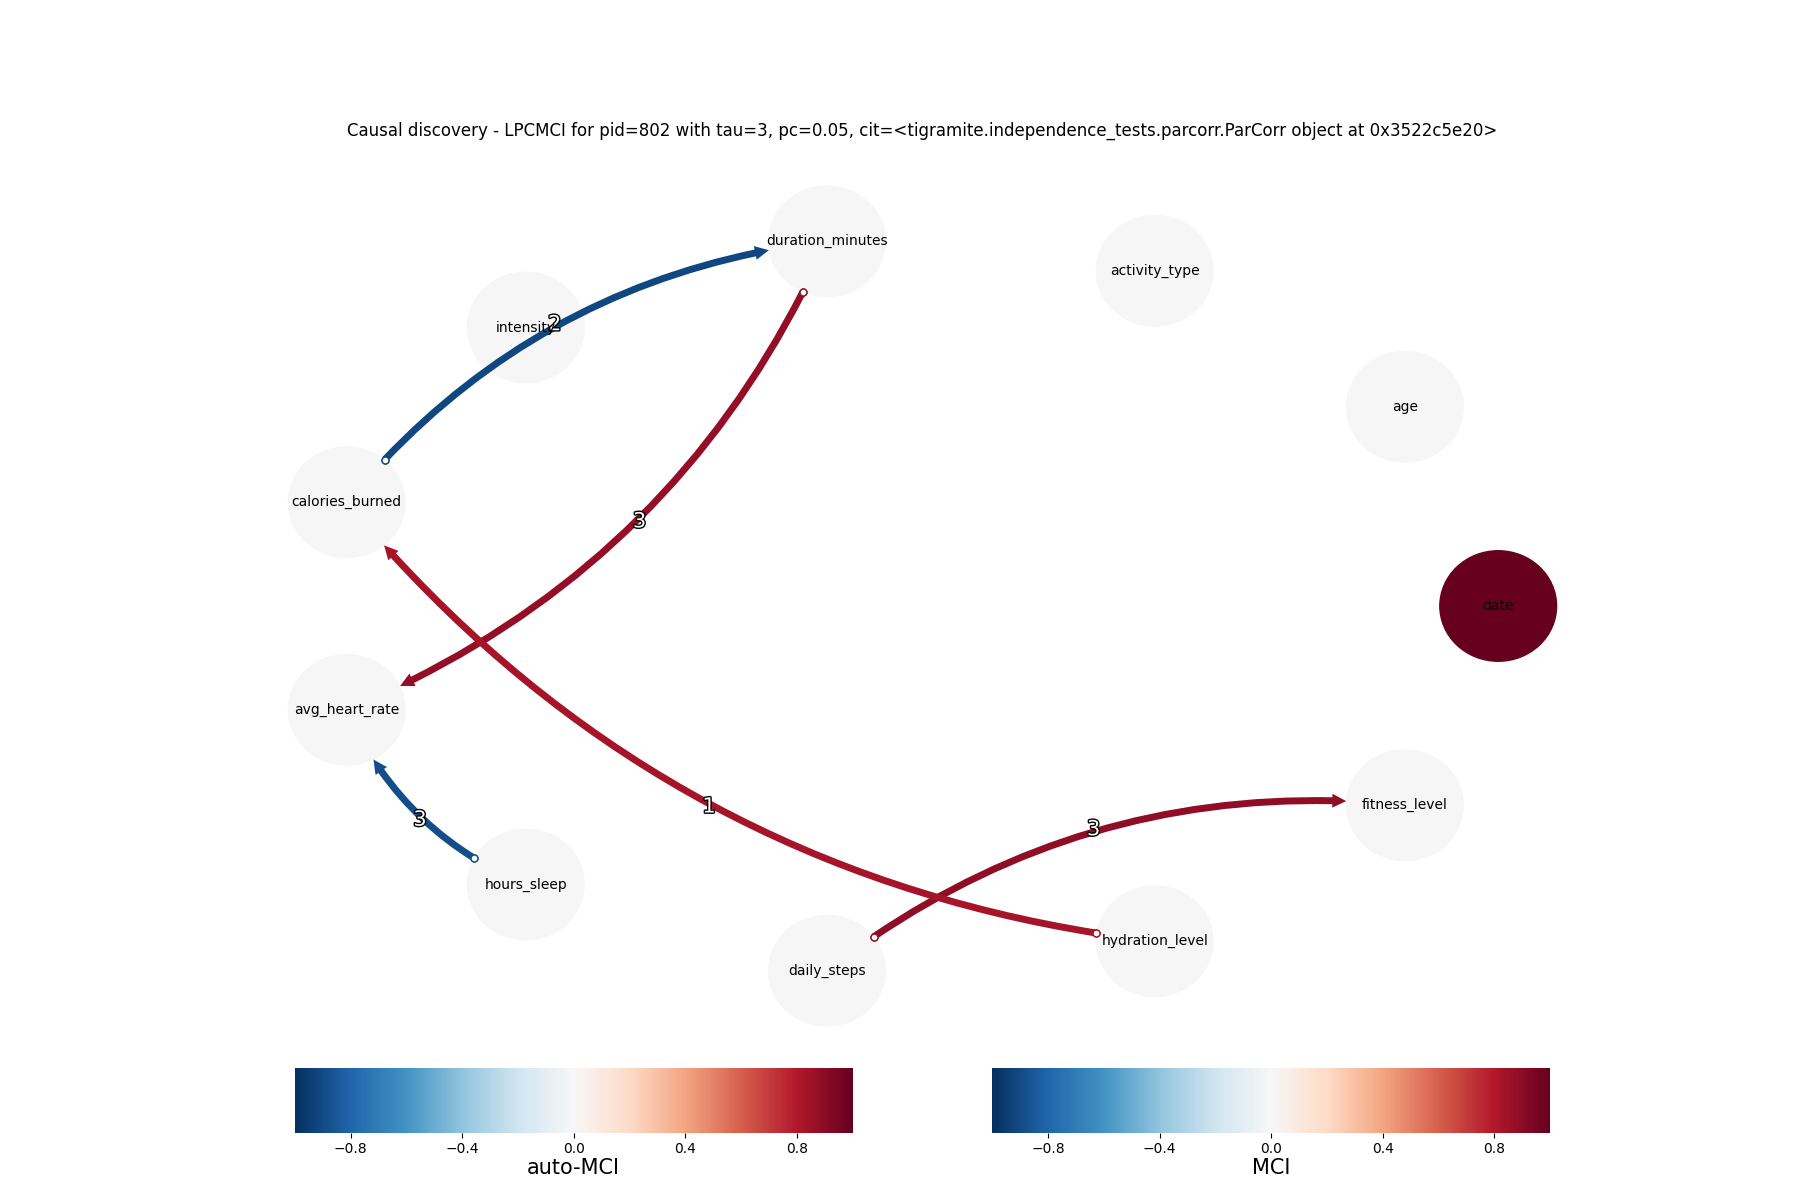 Causal discovery - LPCMCI for pid=802 with tau=3, pc=0.05, cit=<tigramite.independence_tests.parcorr.ParCorr object at 0x3522c5e20>
duration_minutes
activity_type
intensity
2
age
calories_burned
3
date
avg_heart_rate
1
fitness_level
3
3
hours_sleep
hydration_level
daily_steps
−0.8 −0.4 0.0 0.4 0.8
auto-MCI
−0.8 −0.4 0.0 0.4 0.8
MCI